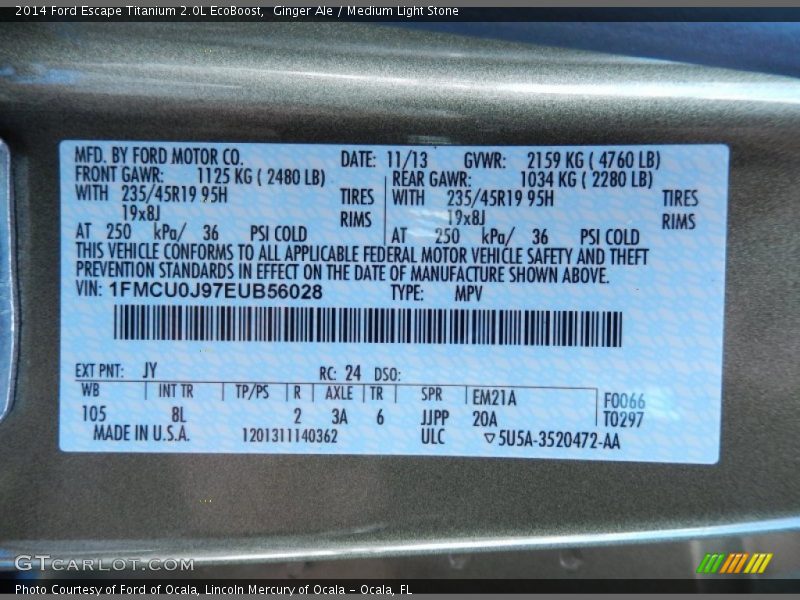 2014 Ford Escape Titanium 2.0L EcoBoost,  Ginger Ale / Medium Light Stone
MFD. BY FORD MOTOR CO. DATE: 11/13 GVWR: 2159 KG ( 4760 LB)
FRONT GAWR: 1125 KG ( 2480 LB) REAR GAWR: 1034 KG ( 2280 LB)
WITH 235/45R19 95H TIRES WITH 235/45R19 95H TIRES
19x8J RIMS 19x8J RIMS
AT 250 kPa/ 36 PSI COLD AT 250 kPa/ 36 PSI COLD
THIS VEHICLE CONFORMS TO ALL APPLICABLE FEDERAL MOTOR VEHICLE SAFETY AND THEFT
PREVENTION STANDARDS IN EFFECT ON THE DATE OF MANUFACTURE SHOWN ABOVE.
VIN: 1FMCU0J97EUB56028 TYPE: MPV
EXT PNT: JY RC: 24 DSO:
WB INT TR TP/PS R AXLE TR SPR EM21A F0066
105 8L 2 3A 6 JJPP 20A T0297
MADE IN U.S.A. 1201311140362 ULC ▽5U5A-3520472-AA
GTCARLOT.COM
Photo Courtesy of Ford of Ocala, Lincoln Mercury of Ocala - Ocala, FL